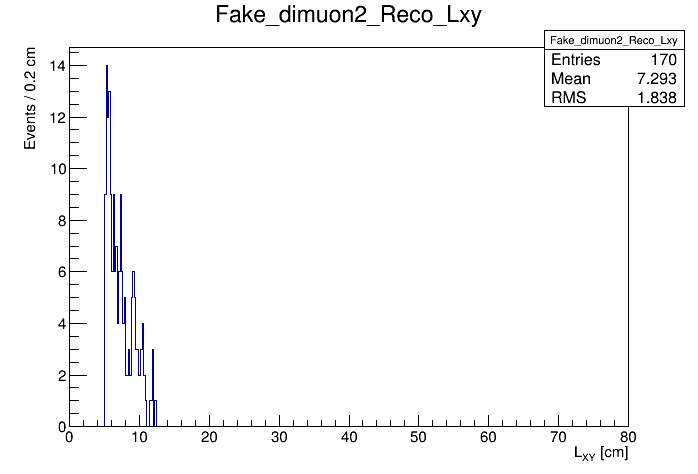 Fake_dimuon2_Reco_Lxy
Fake_dimuon2_Reco_Lxy
Entries 170
Mean 7.293
RMS 1.838
Events / 0.2 cm
14
12
10
8
6
4
2
0
0 10 20 30 40 50 60 70 80
L_XY [cm]